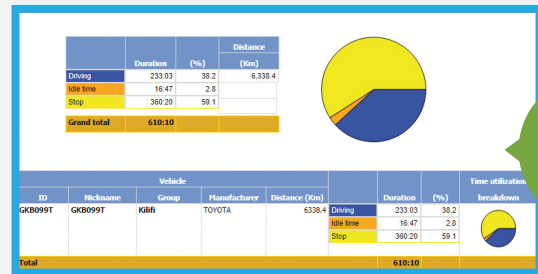 Distance
Duration (%) (Km)
Driving 233:03 38.2 6,338.4
Idle time 16:47 2.8
Stop 360:20 59.1
Grand total 610:10
Vehicle Time utilization
ID Nickname Group Manufacturer Distance (Km) Duration (%) breakdown
GKB099T GKB099T Kilifi TOYOTA 6338.4 Driving 233:03 38.2
Idle time 16:47 2.8
Stop 360:20 59.1
Total 610:10